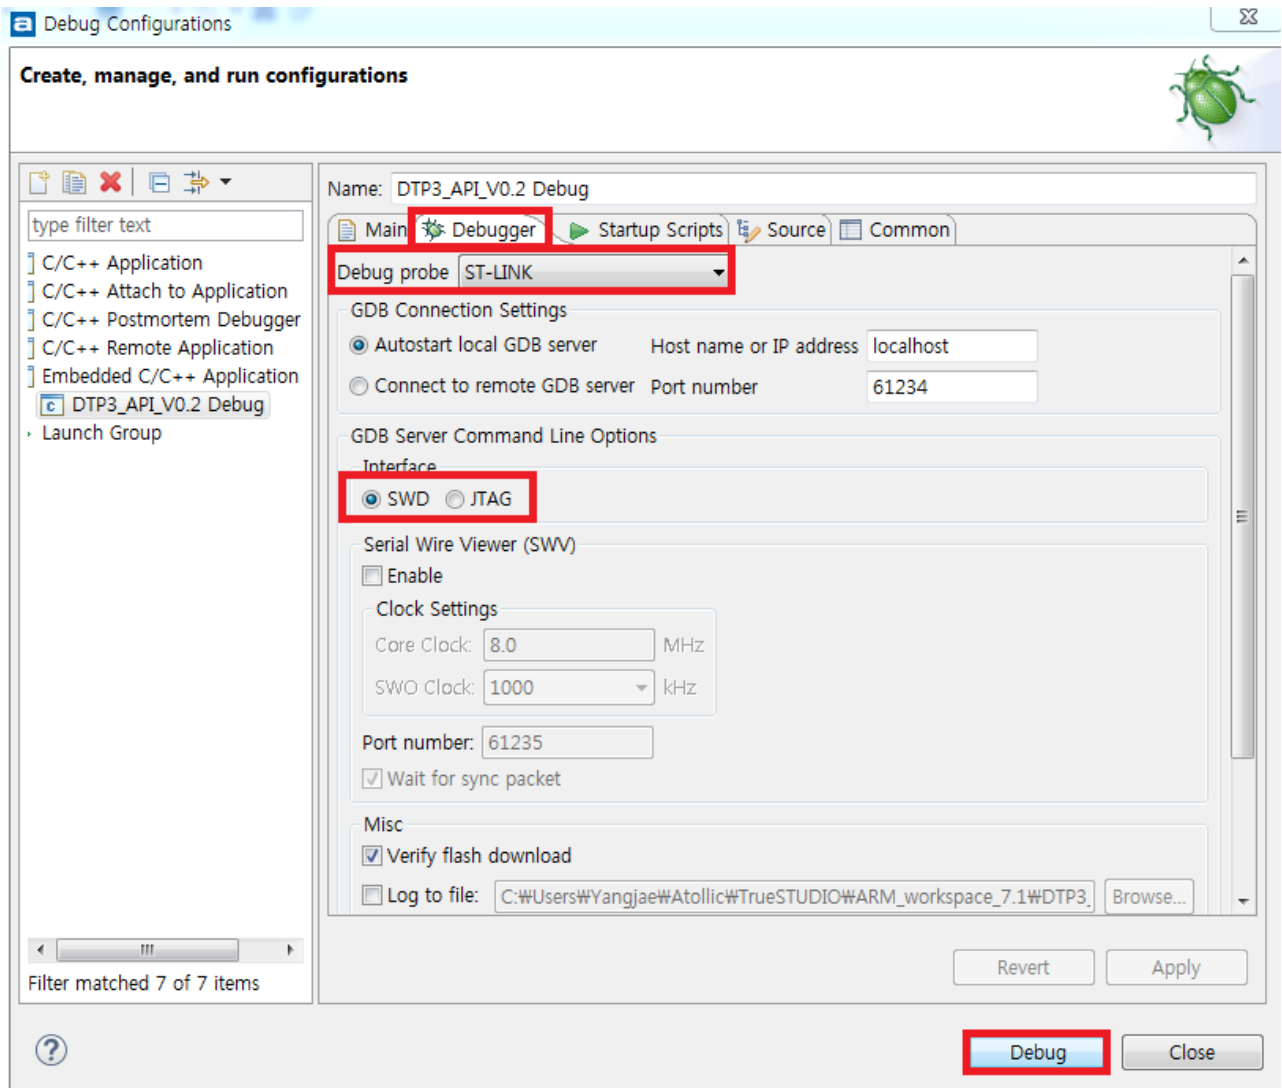 Debug Configurations
Create, manage, and run configurations
type filter text
C/C++ Application
C/C++ Attach to Application
C/C++ Postmortem Debugger
C/C++ Remote Application
Embedded C/C++ Application
DTP3_API_V0.2 Debug
Launch Group
Filter matched 7 of 7 items
Name: DTP3_API_V0.2 Debug
Main Debugger Startup Scripts Source Common
Debug probe ST-LINK
GDB Connection Settings
Autostart local GDB server Host name or IP address localhost
Connect to remote GDB server Port number 61234
GDB Server Command Line Options
Interface
SWD JTAG
Serial Wire Viewer (SWV)
Enable
Clock Settings
Core Clock: 8.0 MHz
SWO Clock: 1000 kHz
Port number: 61235
Wait for sync packet
Misc
Verify flash download
Log to file: C:₩Users₩Yangjae₩Atollic₩TrueSTUDIO₩ARM_workspace_7.1₩DTP3_ Browse...
Revert Apply
Debug Close